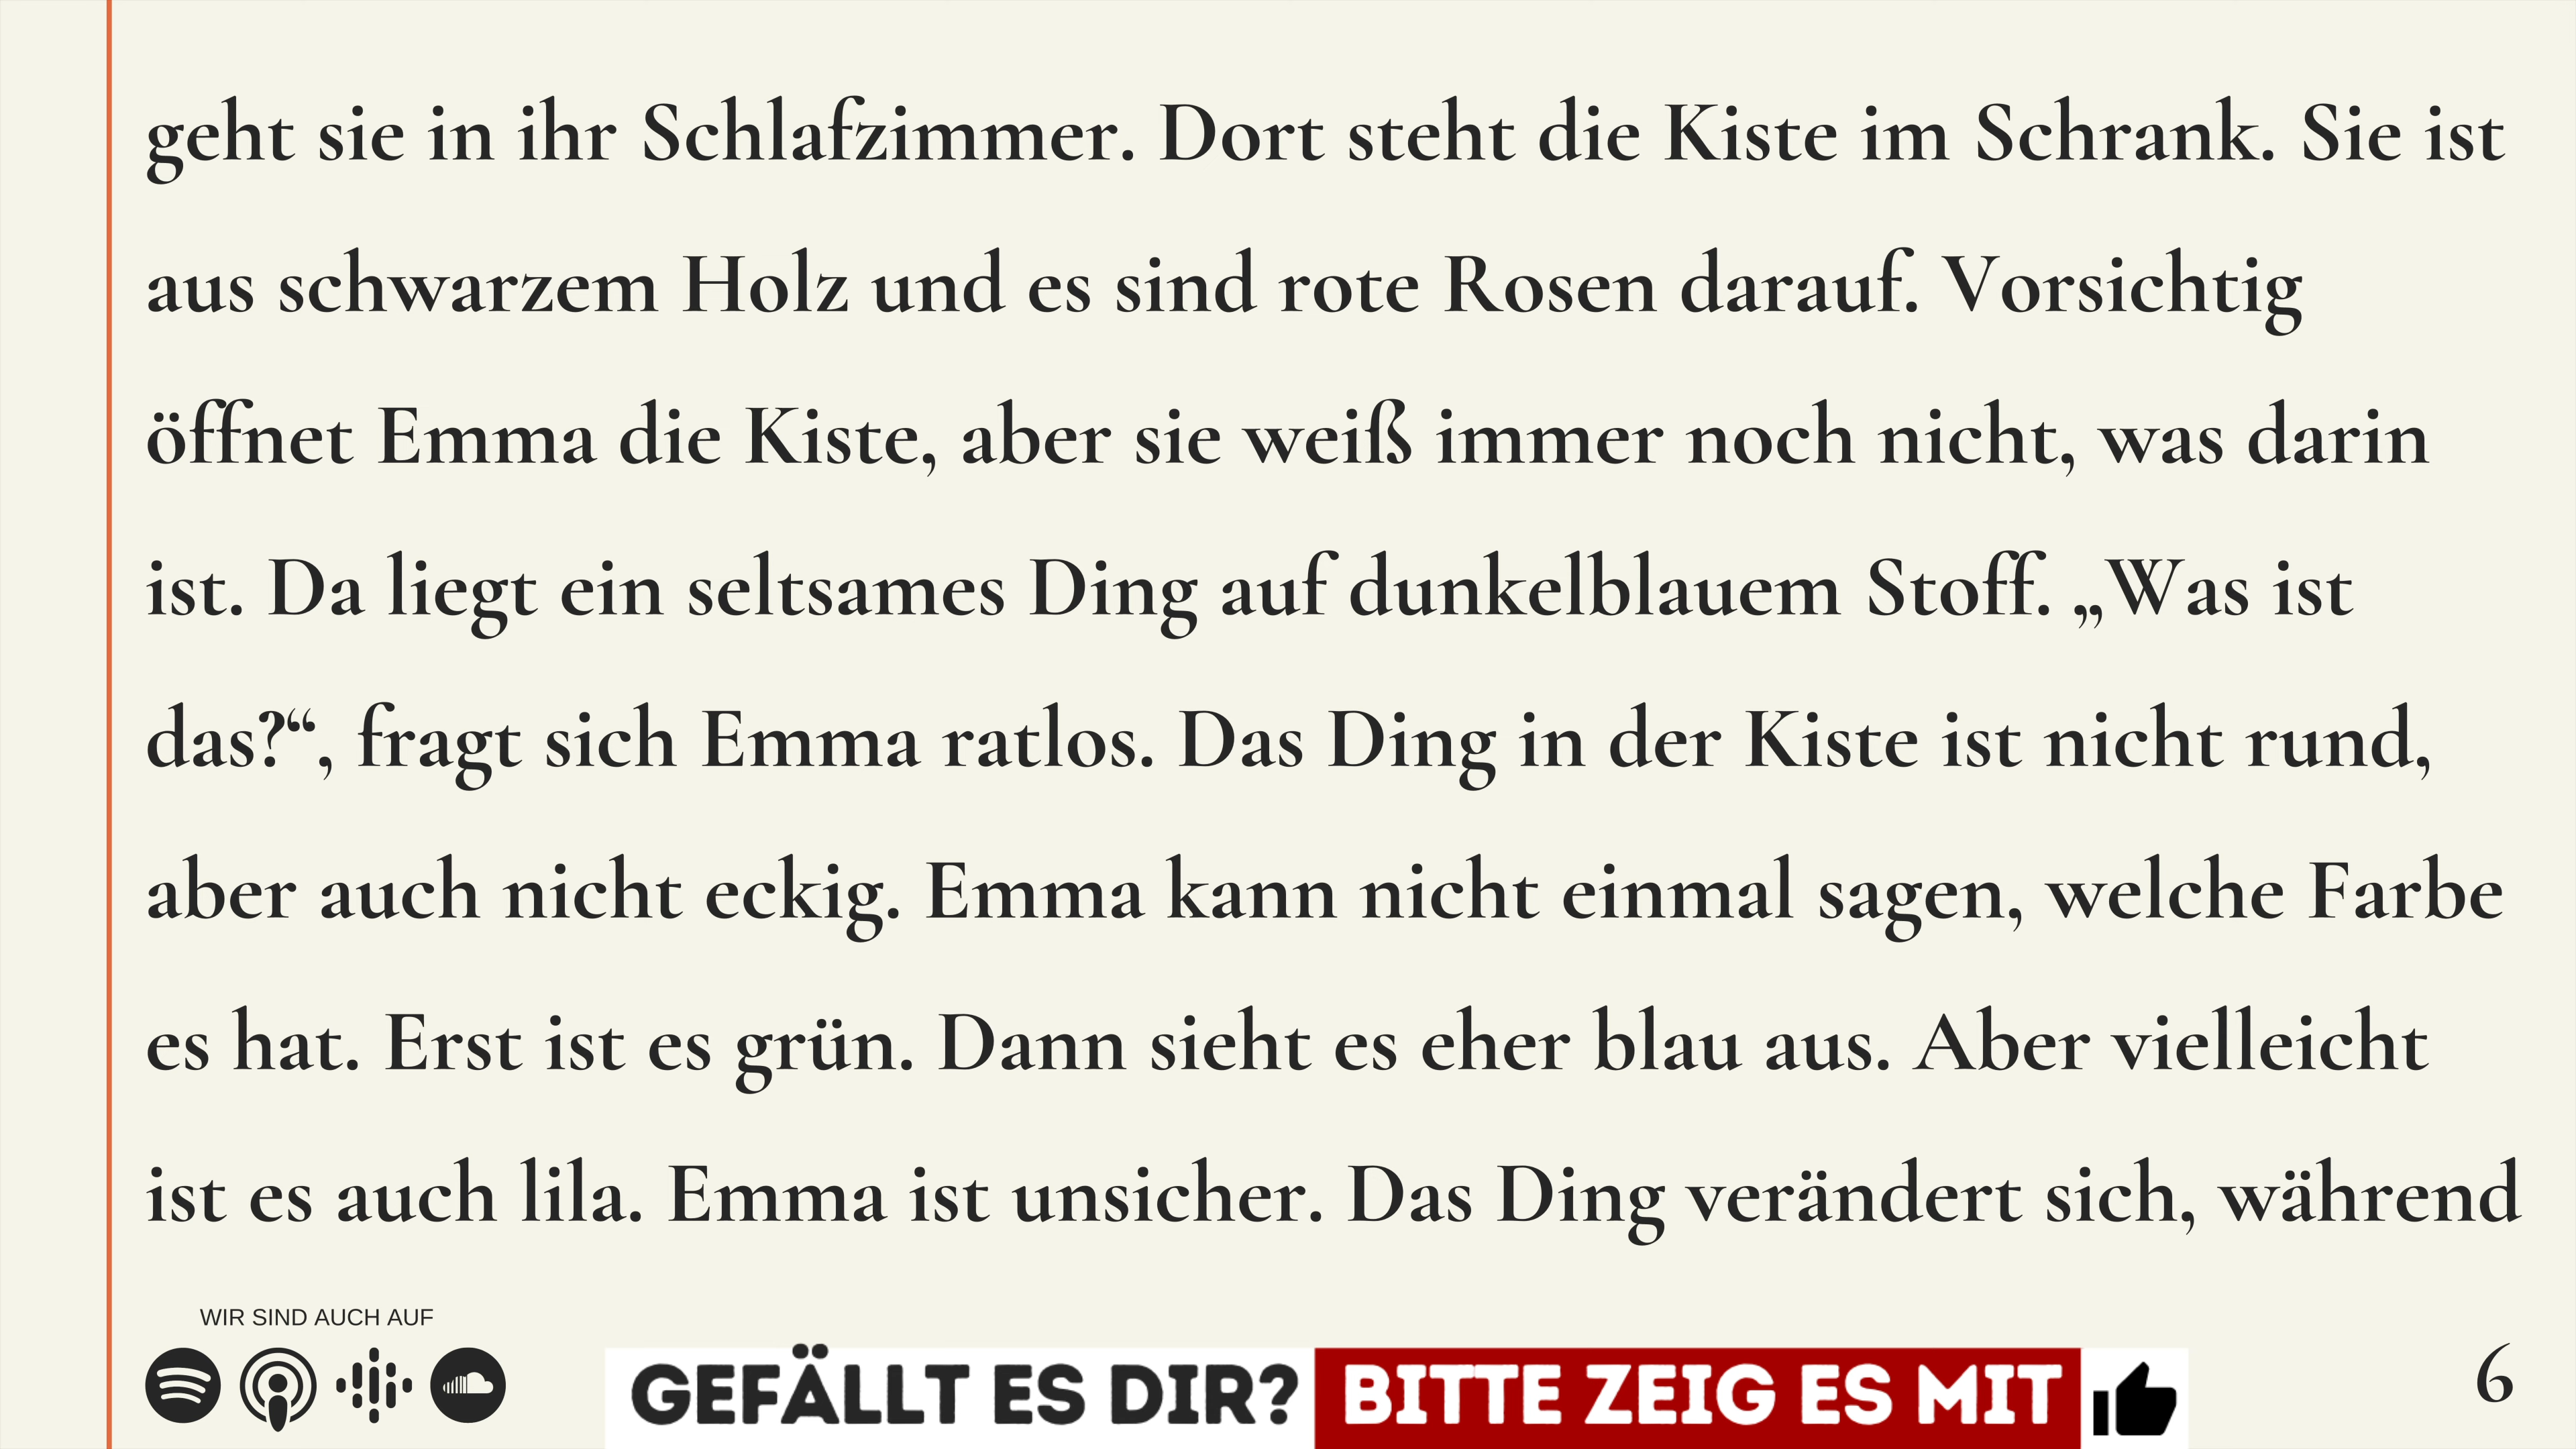 geht sie in ihr Schlafzimmer. Dort steht die Kiste im Schrank. Sie ist
aus schwarzem Holz und es sind rote Rosen darauf. Vorsichtig
öffnet Emma die Kiste, aber sie weiß immer noch nicht, was darin
ist. Da liegt ein seltsames Ding auf dunkelblauem Stoff. „Was ist
das?“, fragt sich Emma ratlos. Das Ding in der Kiste ist nicht rund,
aber auch nicht eckig. Emma kann nicht einmal sagen, welche Farbe
es hat. Erst ist es grün. Dann sieht es eher blau aus. Aber vielleicht
ist es auch lila. Emma ist unsicher. Das Ding verändert sich, während
WIR SIND AUCH AUF
GEFÄLLT ES DIR? BITTE ZEIG ES MIT
6